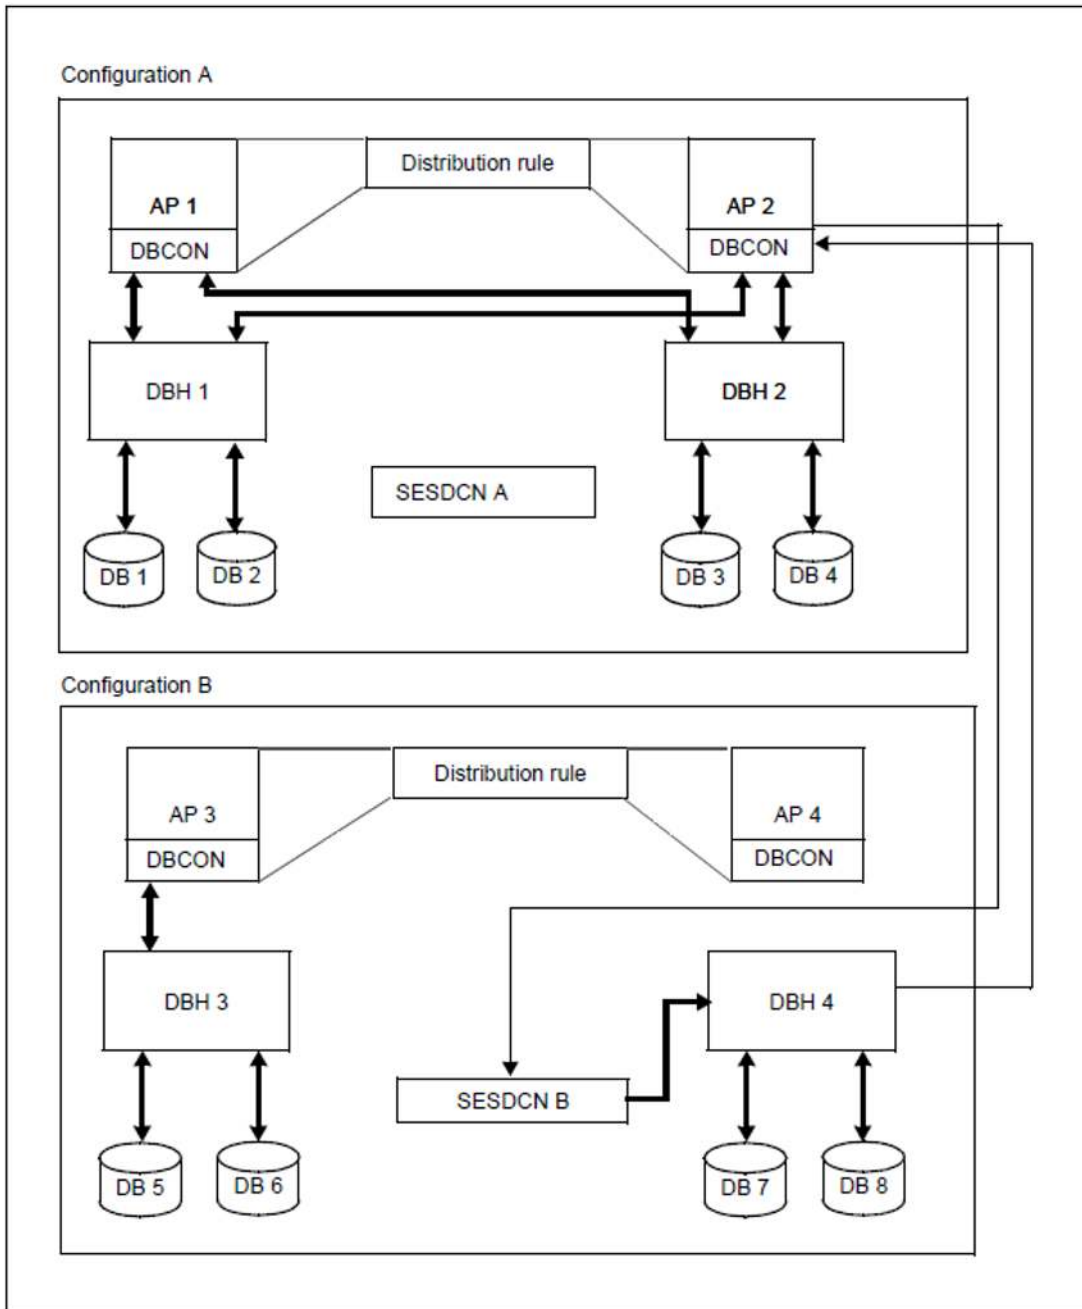 Configuration A
Distribution rule
AP 1
AP 2
DBCON
DBCON
DBH 1
DBH 2
SESDCN A
DB 1
DB 2
DB 3
DB 4
Configuration B
Distribution rule
AP 3
AP 4
DBCON
DBCON
DBH 3
DBH 4
SESDCN B
DB 5
DB 6
DB 7
DB 8